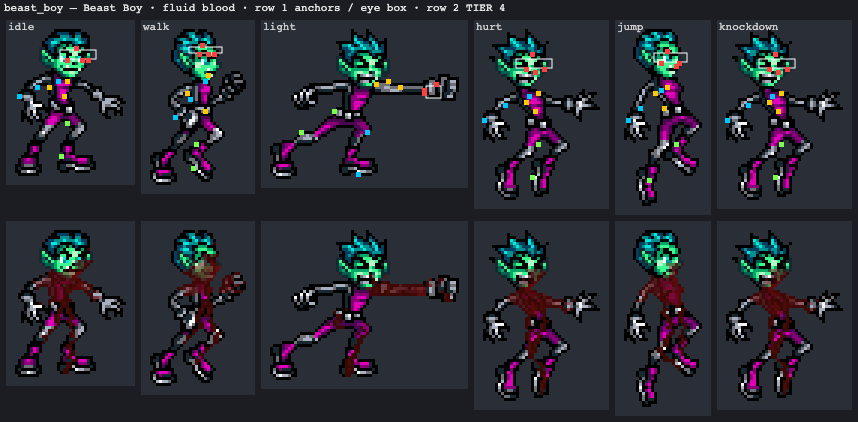 beast_boy — Beast Boy · fluid blood · row 1 anchors / eye box · row 2 TIER 4
idle
walk
light
hurt
jump
knockdown